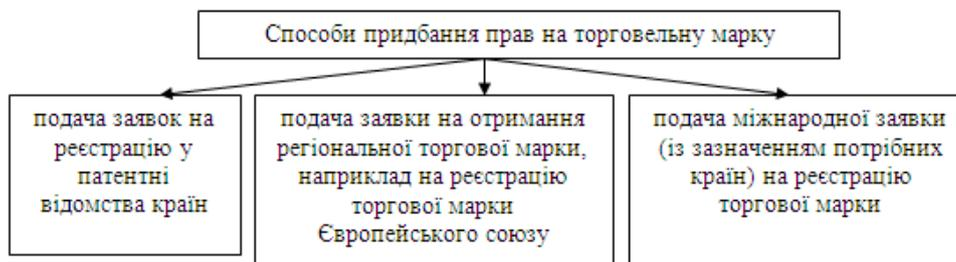 Способи придбання прав на торговельну марку
подача заявок на
реєстрацію у
патентні
відомства країн
подача заявки на отримання
регіональної торгової марки,
наприклад на реєстрацію
торгової марки
Європейського союзу
подача міжнародної заявки
(із зазначенням потрібних
країн) на реєстрацію
торгової марки